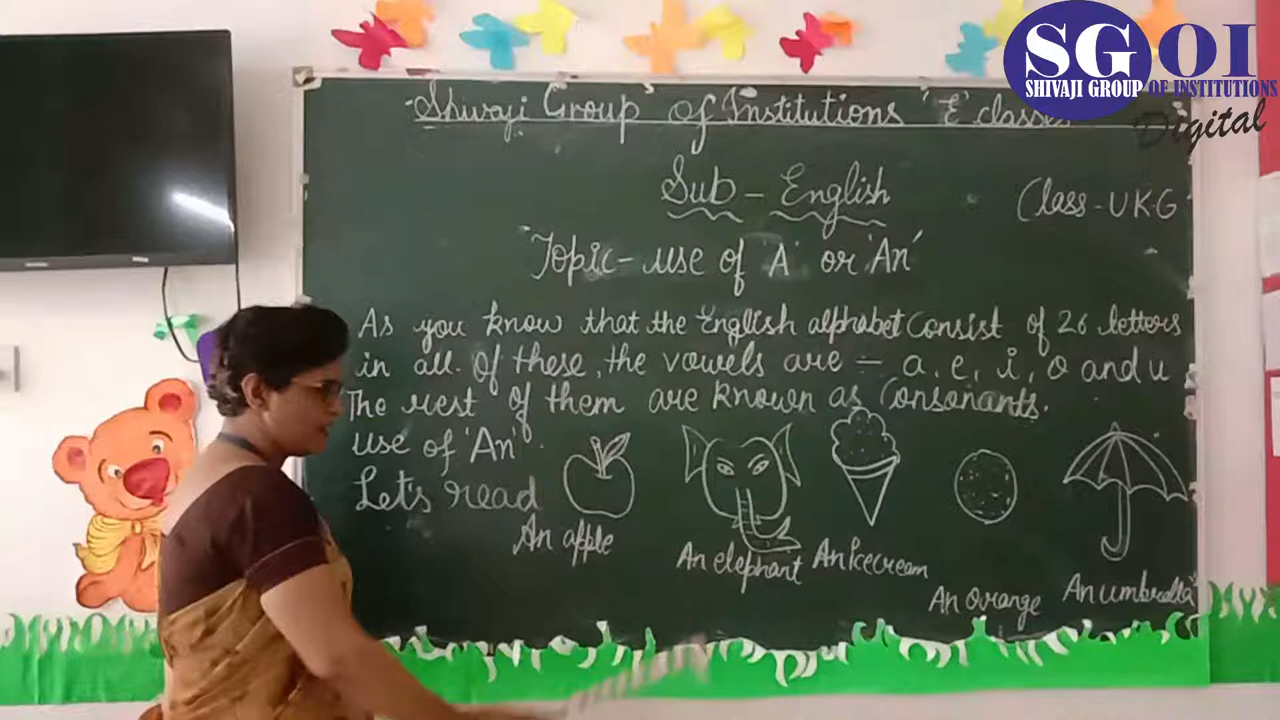 SGOI
SHIVAJI GROUP OF INSTITUTIONS
Digital
Shivaji Group of Institutions 'E' classes
Sub - English
Class - U.K.G
Topic - use of 'A' or 'An'
As you know that the English alphabet Consist of 26 letters
in all. Of these, the vowels are ÷ a, e, i, o and u
The rest of them are known as Consonants.
use of 'An'
Let's read
An apple
An elephant
An Icecream
An Orange
An umbrella